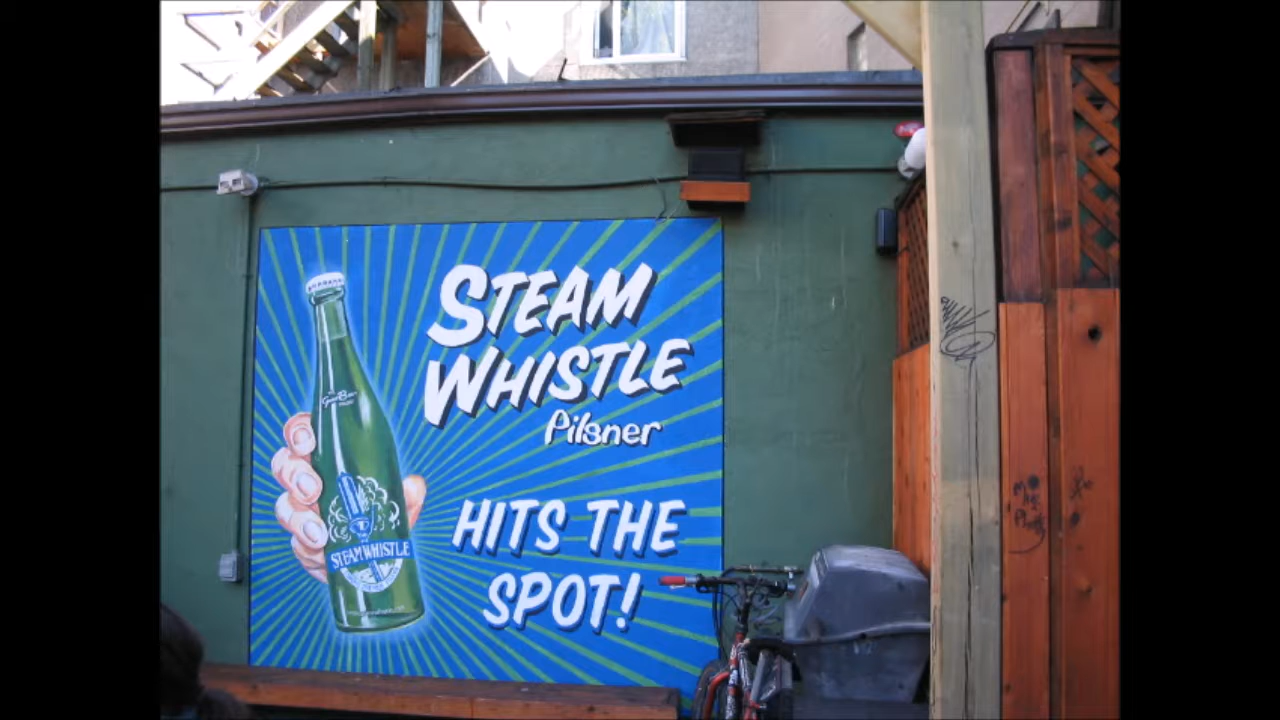 STEAM
WHISTLE
Pilsner
HITS THE
SPOT!
STEAM WHISTLE